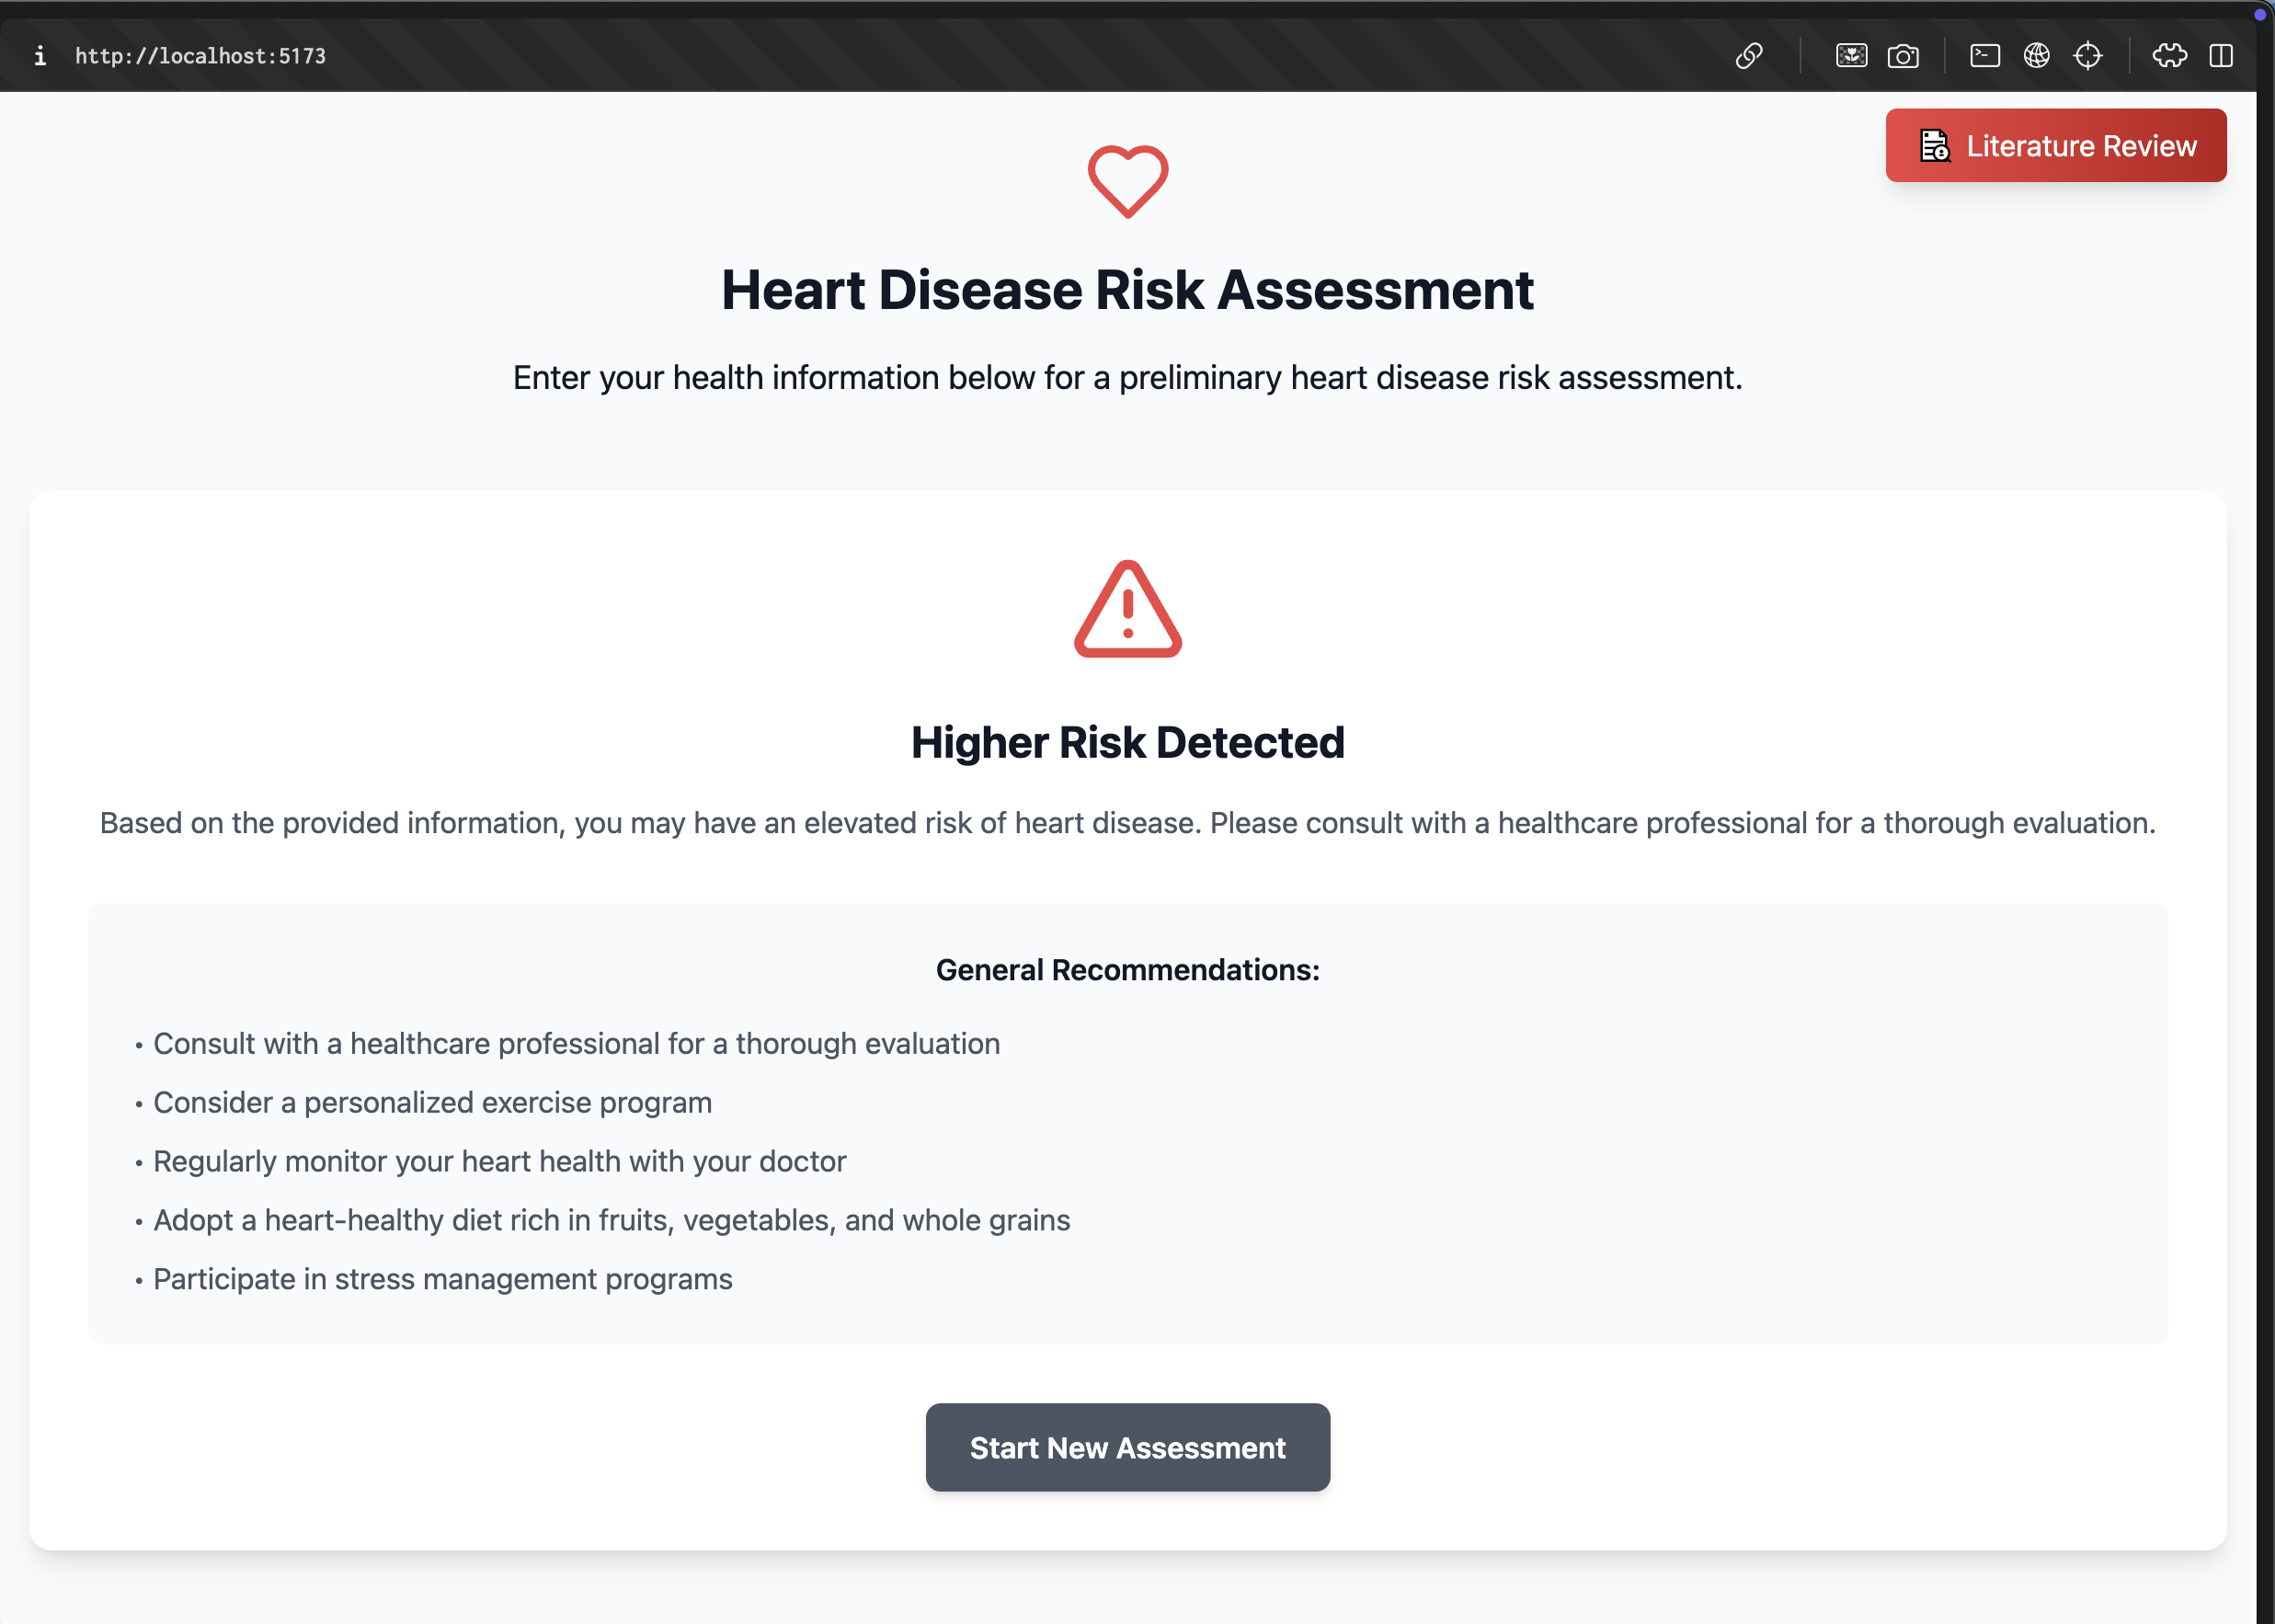 http://localhost:5173
Literature Review
Heart Disease Risk Assessment
Enter your health information below for a preliminary heart disease risk assessment.
Higher Risk Detected
Based on the provided information, you may have an elevated risk of heart disease. Please consult with a healthcare professional for a thorough evaluation.
General Recommendations:
• Consult with a healthcare professional for a thorough evaluation
• Consider a personalized exercise program
• Regularly monitor your heart health with your doctor
• Adopt a heart-healthy diet rich in fruits, vegetables, and whole grains
• Participate in stress management programs
Start New Assessment